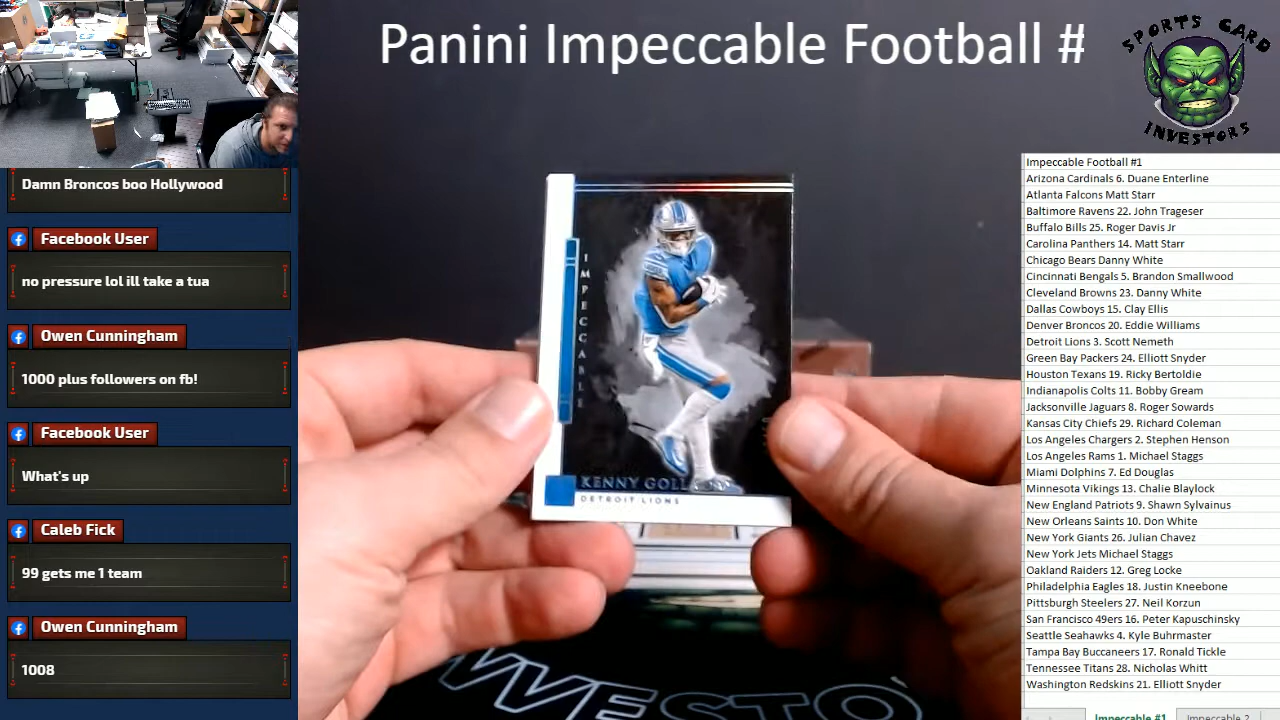 Panini Impeccable Football #
SPORTS CARD
INVESTORS
Damn Broncos boo Hollywood
Facebook User
no pressure lol ill take a tua
Owen Cunningham
1000 plus followers on fb!
Facebook User
What's up
Caleb Fick
99 gets me 1 team
Owen Cunningham
1008
IMPECCABLE
KENNY
DETROIT LIONS
Impeccable Football #1
Arizona Cardinals 6. Duane Enterline
Atlanta Falcons Matt Starr
Baltimore Ravens 22. John Trageser
Buffalo Bills 25. Roger Davis Jr
Carolina Panthers 14. Matt Starr
Chicago Bears Danny White
Cincinnati Bengals 5. Brandon Smallwood
Cleveland Browns 23. Danny White
Dallas Cowboys 15. Clay Ellis
Denver Broncos 20. Eddie Williams
Detroit Lions 3. Scott Nemeth
Green Bay Packers 24. Elliott Snyder
Houston Texans 19. Ricky Bertoldie
Indianapolis Colts 11. Bobby Gream
Jacksonville Jaguars 8. Roger Sowards
Kansas City Chiefs 29. Richard Coleman
Los Angeles Chargers 2. Stephen Henson
Los Angeles Rams 1. Michael Staggs
Miami Dolphins 7. Ed Douglas
Minnesota Vikings 13. Chalie Blaylock
New England Patriots 9. Shawn Sylvainus
New Orleans Saints 10. Don White
New York Giants 26. Julian Chavez
New York Jets Michael Staggs
Oakland Raiders 12. Greg Locke
Philadelphia Eagles 18. Justin Kneebone
Pittsburgh Steelers 27. Neil Korzun
San Francisco 49ers 16. Peter Kapuschinsky
Seattle Seahawks 4. Kyle Buhrmaster
Tampa Bay Buccaneers 17. Ronald Tickle
Tennessee Titans 28. Nicholas Whitt
Washington Redskins 21. Elliott Snyder
Impeccable #1 Impeccable 2